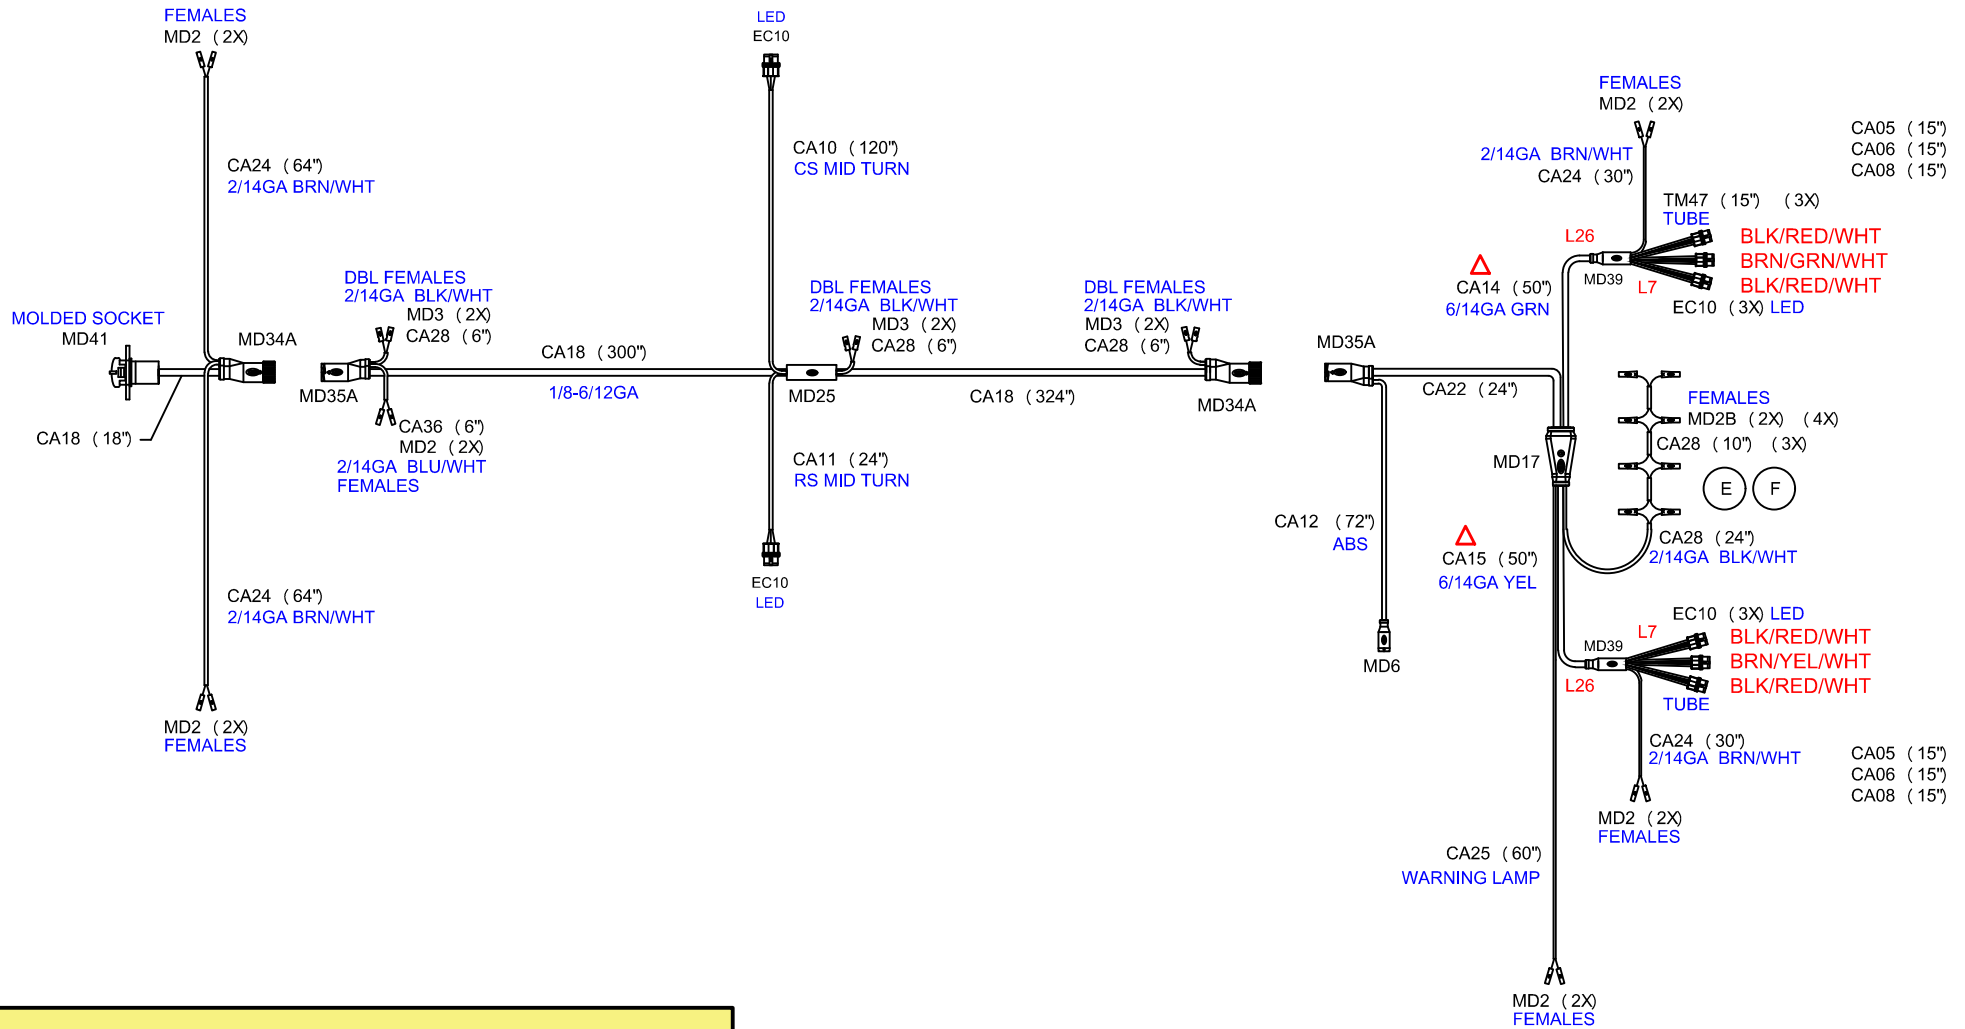 FEMALES
MD2 (2X)
CA24 (64")
2/14GA BRN/WHT
MOLDED SOCKET
MD41
MD34A
CA18 (18")
CA24 (64")
2/14GA BRN/WHT
MD2 (2X)
FEMALES
DBL FEMALES
2/14GA BLK/WHT
MD3 (2X)
CA28 (6")
MD35A
CA36 (6")
MD2 (2X)
2/14GA BLU/WHT
FEMALES
CA18 (300")
1/8-6/12GA
LED
EC10
CA10 (120")
CS MID TURN
DBL FEMALES
2/14GA BLK/WHT
MD3 (2X)
CA28 (6")
MD25
CA11 (24")
RS MID TURN
EC10
LED
CA18 (324")
DBL FEMALES
2/14GA BLK/WHT
MD3 (2X)
CA28 (6")
MD34A
MD35A
CA22 (24")
CA12 (72")
ABS
MD6
MD17
CA14 (50")
6/14GA GRN
FEMALES
MD2 (2X)
2/14GA BRN/WHT
CA24 (30")
CA05 (15")
CA06 (15")
CA08 (15")
TM47 (15") (3X)
TUBE
L26
BLK/RED/WHT
BRN/GRN/WHT
BLK/RED/WHT
MD39
L7
EC10 (3X) LED
FEMALES
MD2B (2X) (4X)
CA28 (10") (3X)
E F
CA28 (24")
2/14GA BLK/WHT
CA15 (50")
6/14GA YEL
EC10 (3X) LED
L7
BLK/RED/WHT
MD39
BRN/YEL/WHT
L26
BLK/RED/WHT
TUBE
CA24 (30")
2/14GA BRN/WHT
CA05 (15")
CA06 (15")
CA08 (15")
MD2 (2X)
FEMALES
CA25 (60")
WARNING LAMP
MD2 (2X)
FEMALES